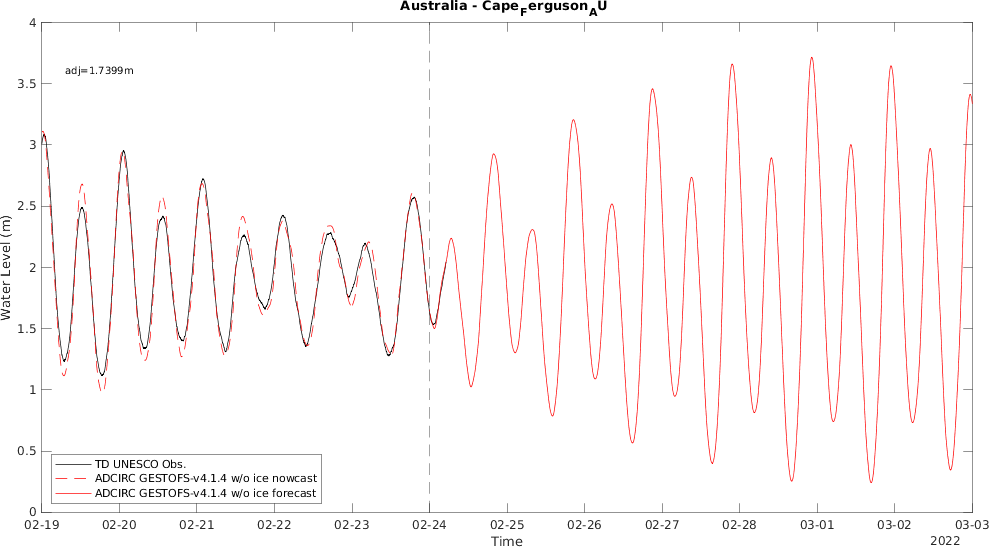 Australia - CapeFergusonAU
4
3.5
3
2.5
2
1.5
1
0.5
0
Water Level (m)
adj=1.7399m
TD UNESCO Obs.
ADCIRC GESTOFS-v4.1.4 w/o ice nowcast
ADCIRC GESTOFS-v4.1.4 w/o ice forecast
02-19 02-20 02-21 02-22 02-23 02-24 02-25 02-26 02-27 02-28 03-01 03-02 03-03
Time
2022